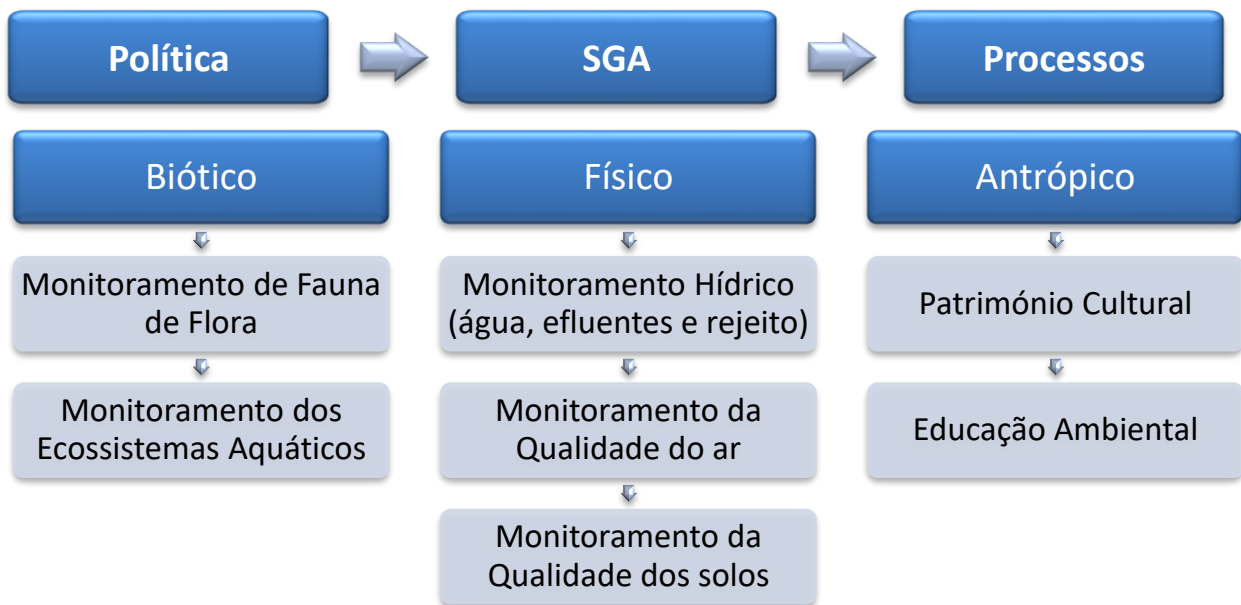 Política
SGA
Processos
Biótico
Físico
Antrópico
Monitoramento de Fauna
de Flora
Monitoramento Hídrico
(água, efluentes e rejeito)
Património Cultural
Monitoramento dos
Ecossistemas Aquáticos
Monitoramento da
Qualidade do ar
Educação Ambiental
Monitoramento da
Qualidade dos solos